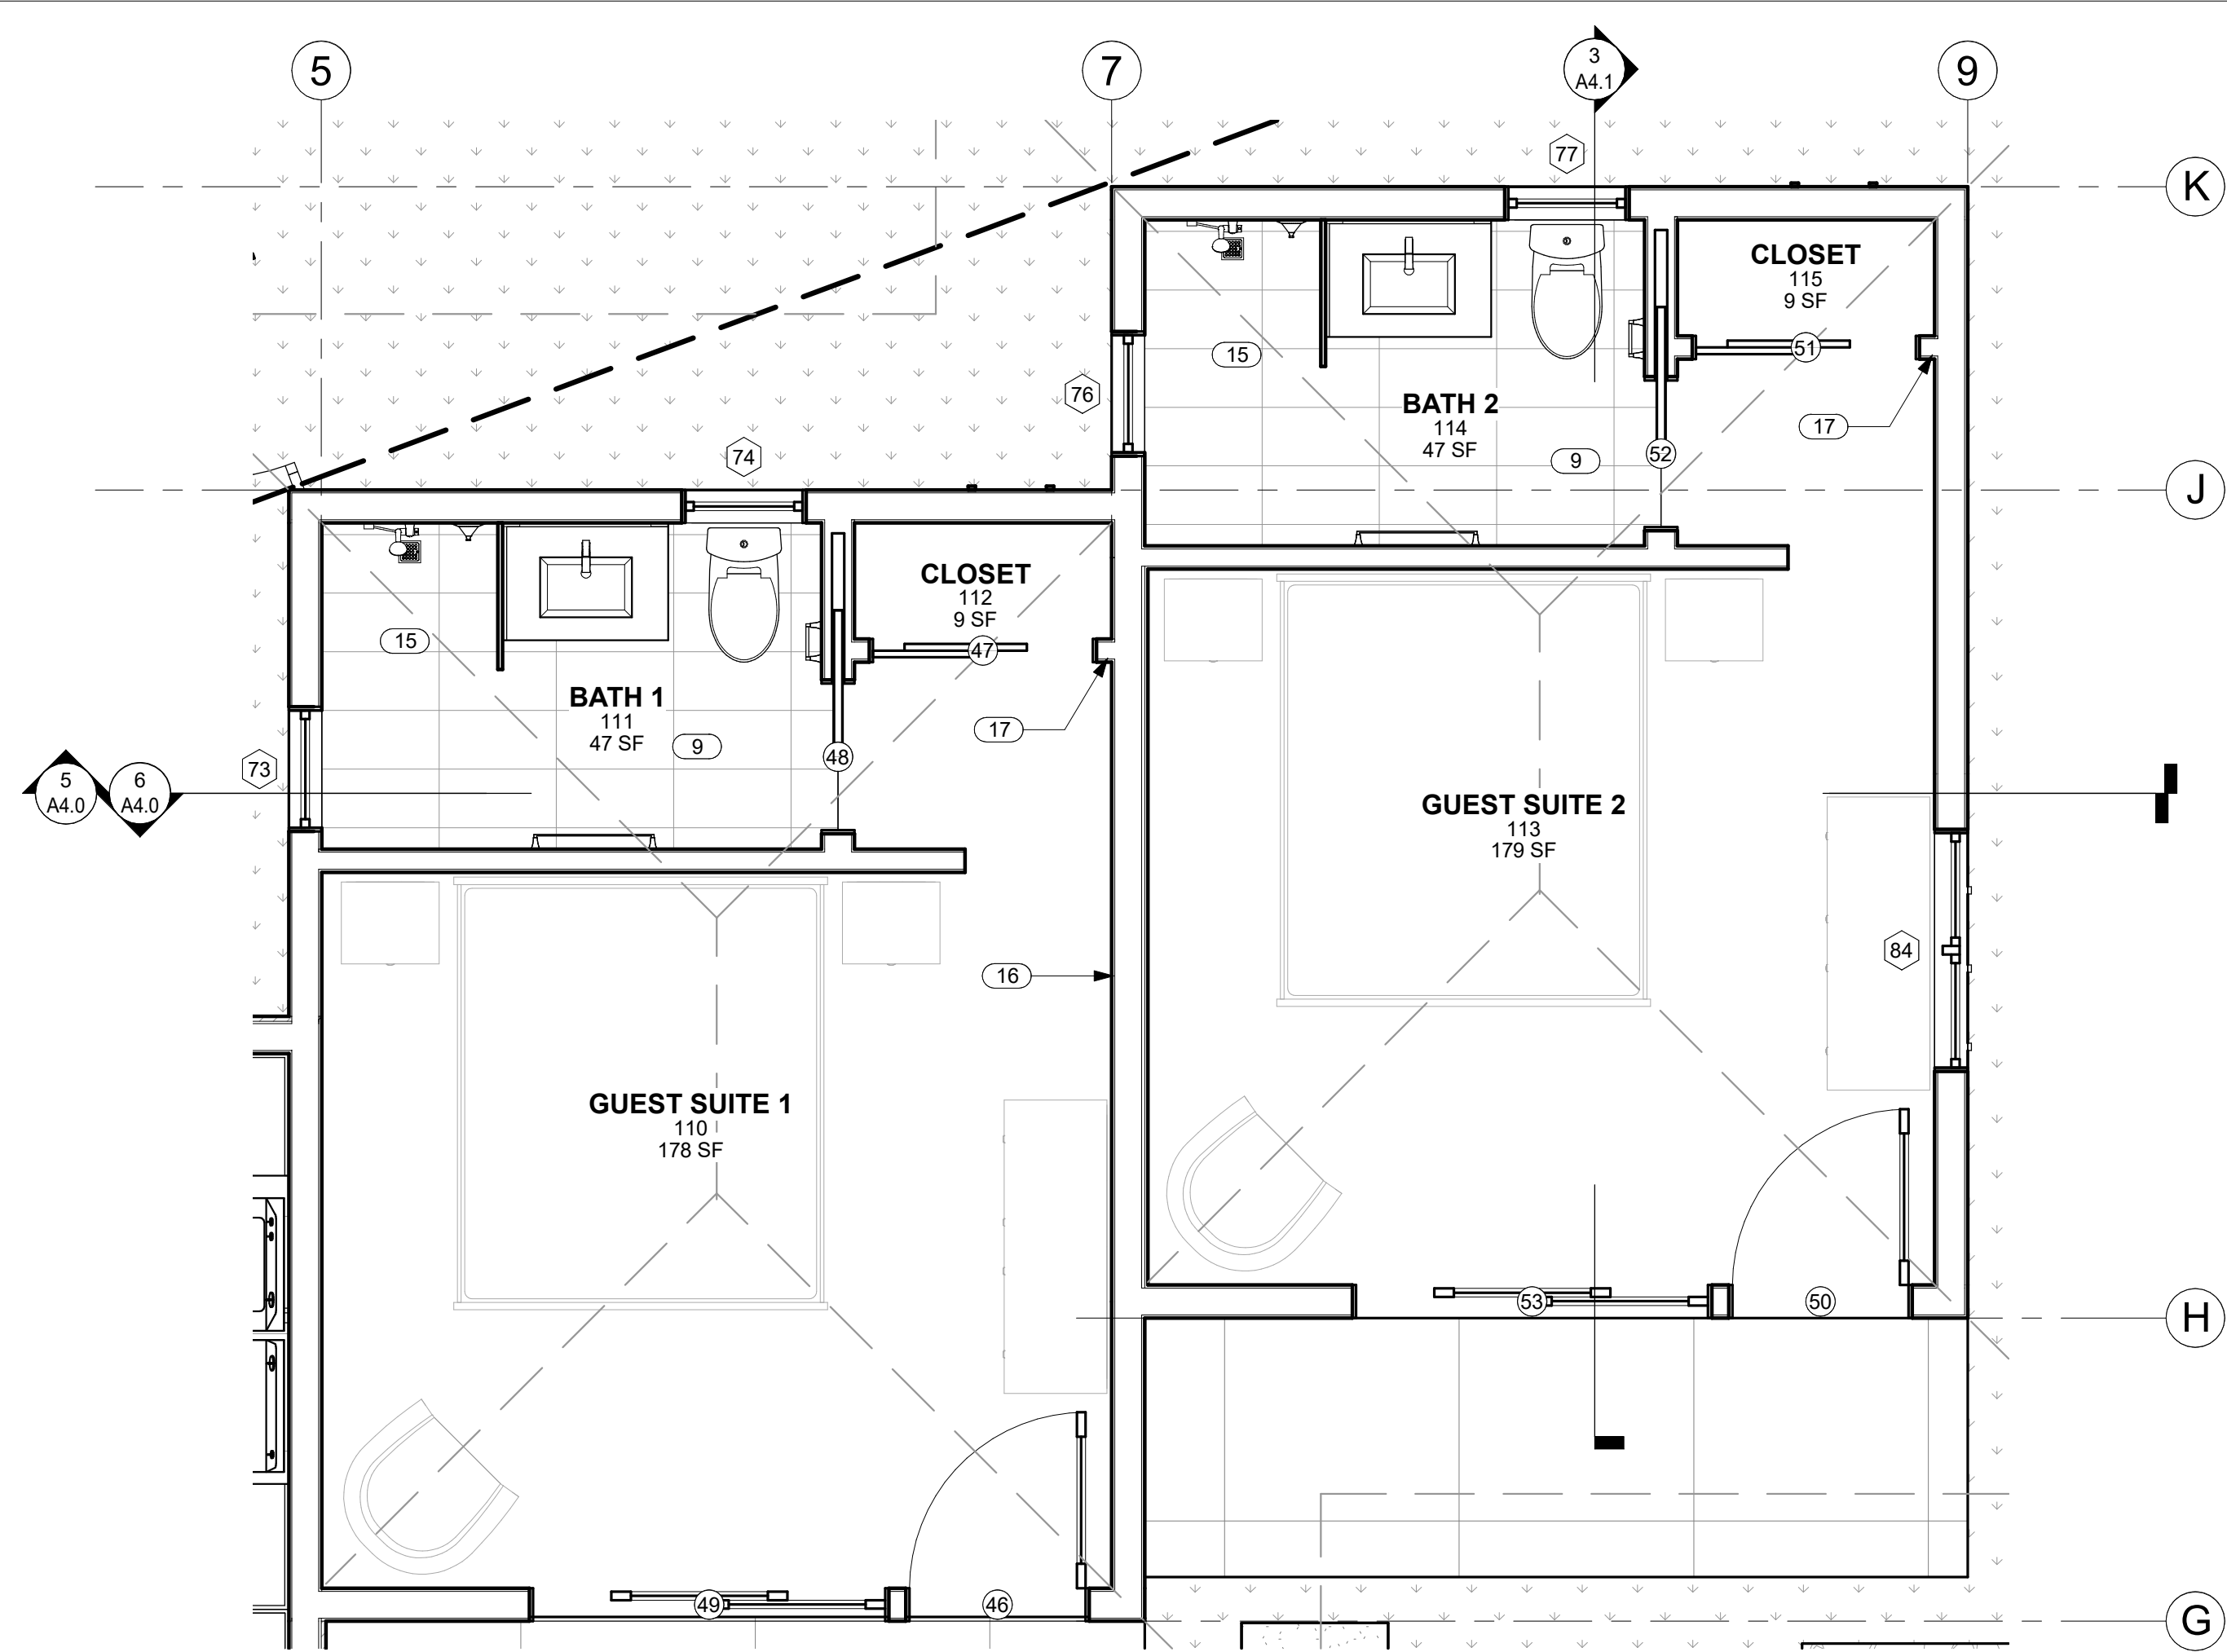 5
7
3
A4.1
9
77
K
CLOSET
115
9 SF
15
51
76
BATH 2
114
47 SF
17
74
9
52
J
CLOSET
112
9 SF
15
47
BATH 1
111
47 SF
17
9
48
5
A4.0
6
A4.0
73
GUEST SUITE 2
113
179 SF
84
16
GUEST SUITE 1
110
178 SF
53
50
H
49
46
G